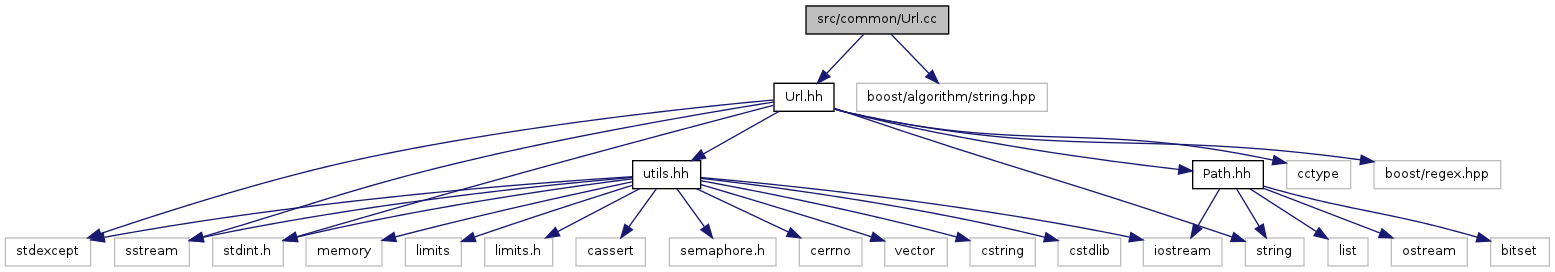 src/common/Url.cc
Url.hh
boost/algorithm/string.hpp
utils.hh
Path.hh
cctype
boost/regex.hpp
stdexcept
sstream
stdint.h
memory
limits
limits.h
cassert
semaphore.h
cerrno
vector
cstring
cstdlib
iostream
string
list
ostream
bitset